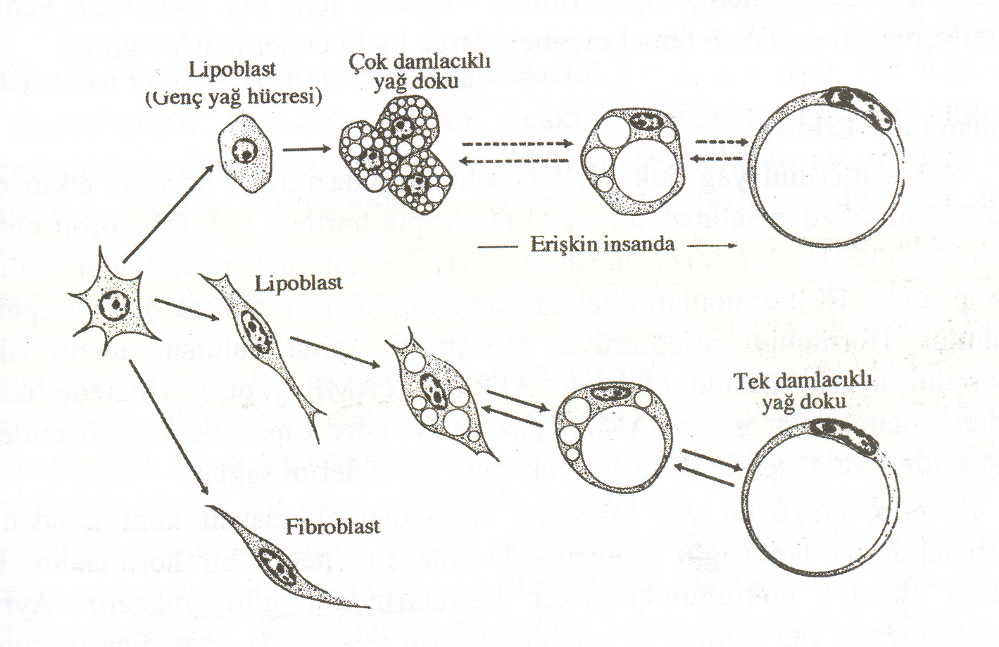 Lipoblast
(Genç yağ hücresi)
Çok damlacıklı
yağ doku
Erişkin insanda
Lipoblast
Tek damlacıklı
yağ doku
Fibroblast